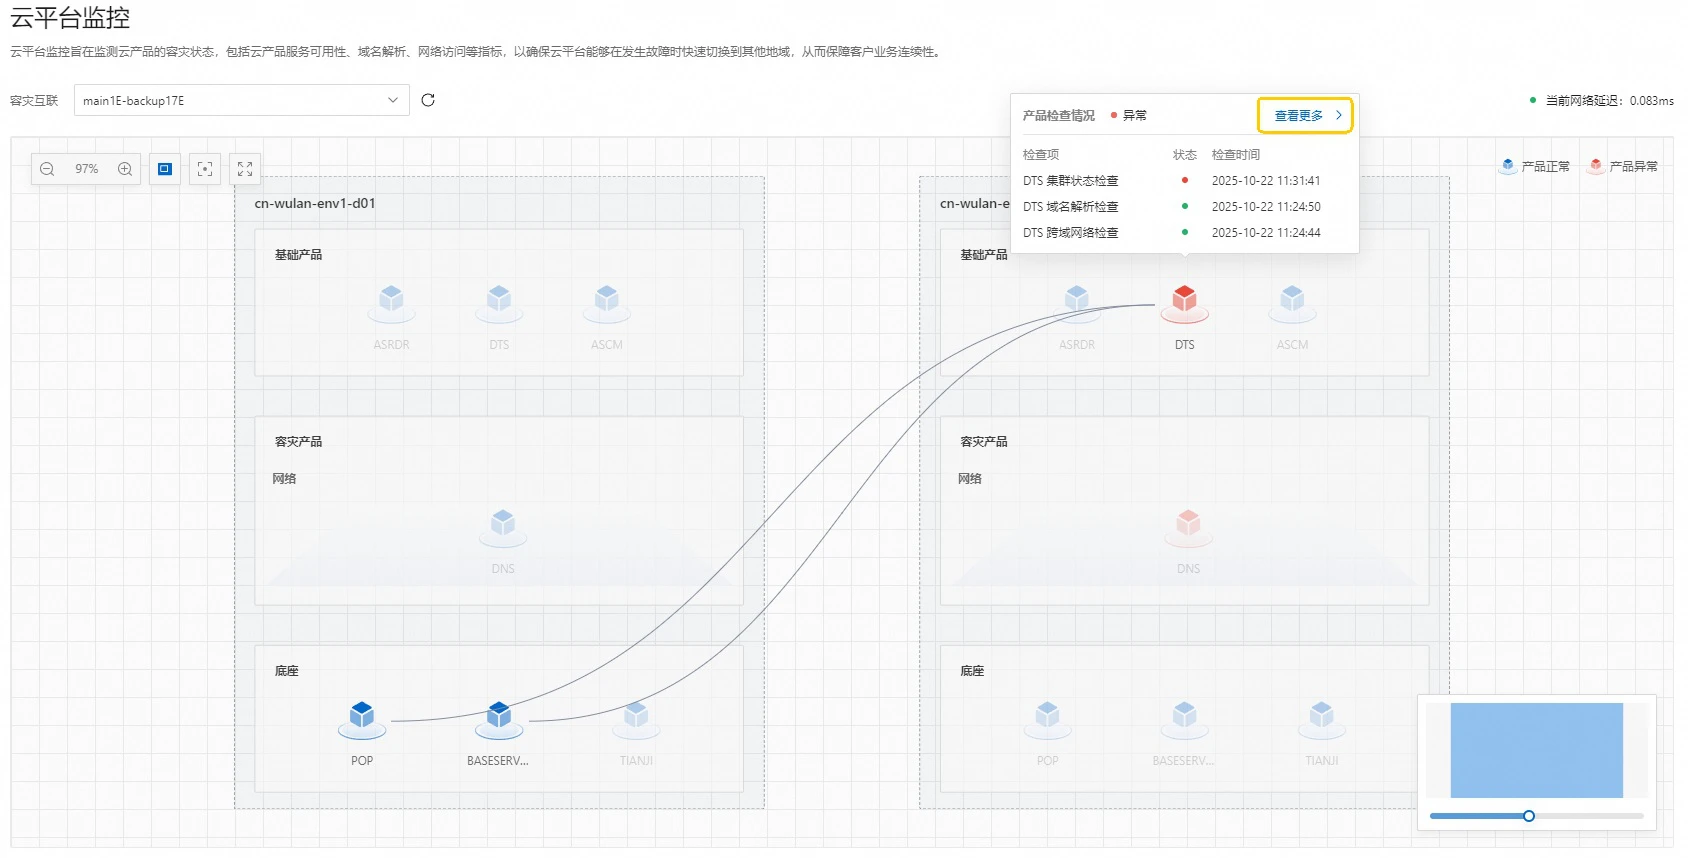 云平台监控
云平台监控旨在监测云产品的容灾状态，包括云产品服务可用性、域名解析、网络访问等指标，以确保云平台能够在发生故障时快速切换到其他地域，从而保障客户业务连续性。
容灾互联 main1E-backup17E
当前网络延迟：0.083ms
产品检查情况 异常 查看更多
检查项 状态 检查时间
DTS 集群状态检查 2025-10-22 11:31:41
DTS 域名解析检查 2025-10-22 11:24:50
DTS 跨域网络检查 2025-10-22 11:24:44
97%
产品正常 产品异常
cn-wulan-env1-d01
基础产品
ASRDR DTS ASCM
容灾产品
网络
DNS
底座
POP BASESERV... TIANJI
cn-wulan-e
基础产品
ASRDR DTS ASCM
容灾产品
网络
DNS
底座
POP BASESERV... TIANJI